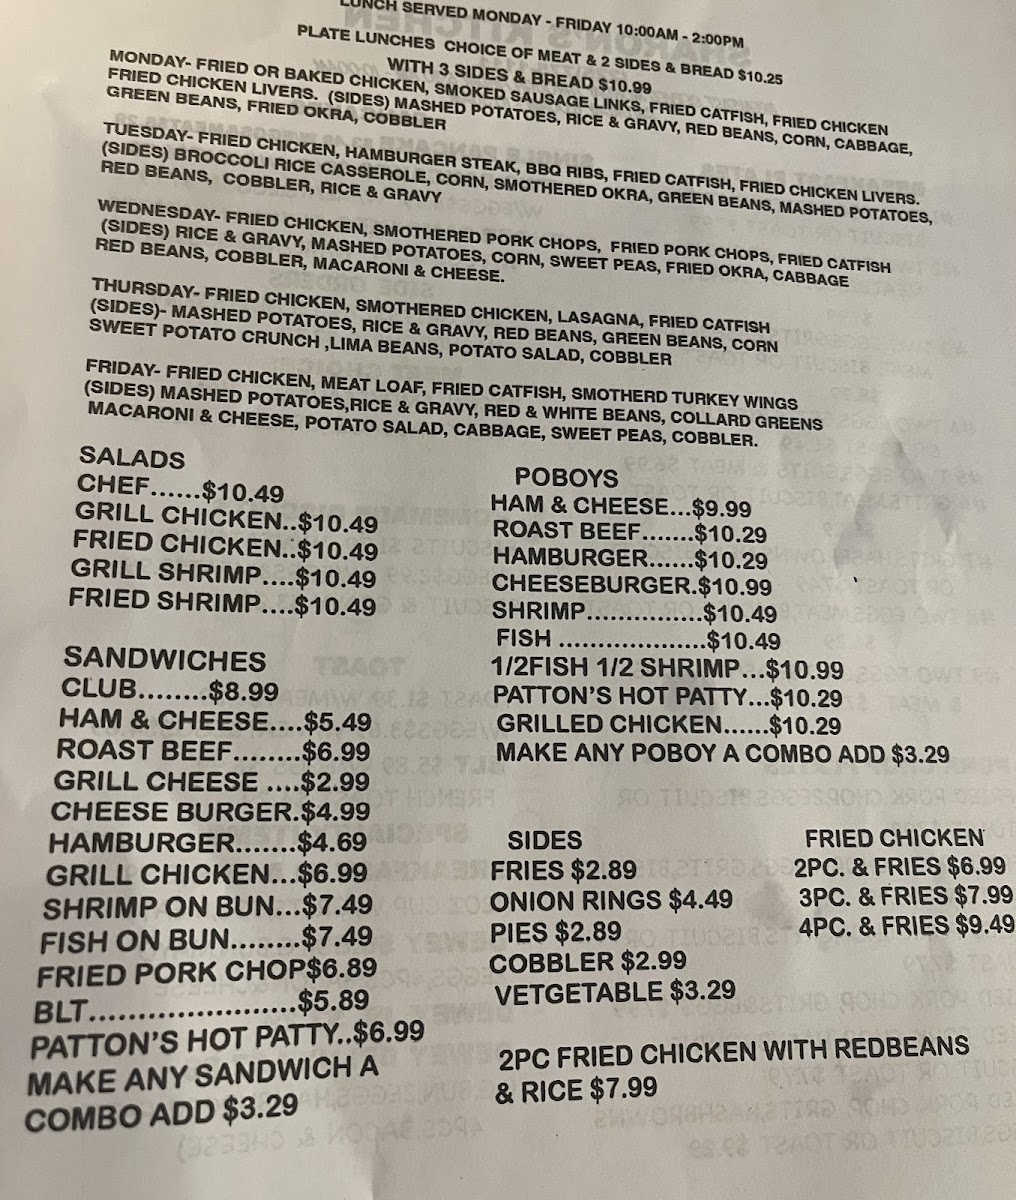 LUNCH SERVED MONDAY - FRIDAY 10:00AM - 2:00PM
PLATE LUNCHES CHOICE OF MEAT & 2 SIDES & BREAD $10.25
WITH 3 SIDES & BREAD $10.99
MONDAY- FRIED OR BAKED CHICKEN, SMOKED SAUSAGE LINKS, FRIED CATFISH, FRIED CHICKEN
FRIED CHICKEN LIVERS. (SIDES) MASHED POTATOES, RICE & GRAVY, RED BEANS, CORN, CABBAGE,
GREEN BEANS, FRIED OKRA, COBBLER
TUESDAY- FRIED CHICKEN, HAMBURGER STEAK, BBQ RIBS, FRIED CATFISH, FRIED CHICKEN LIVERS.
(SIDES) BROCCOLI RICE CASSEROLE, CORN, SMOTHERED OKRA, GREEN BEANS, MASHED POTATOES,
RED BEANS, COBBLER, RICE & GRAVY
WEDNESDAY- FRIED CHICKEN, SMOTHERED PORK CHOPS, FRIED PORK CHOPS, FRIED CATFISH
(SIDES) RICE & GRAVY, MASHED POTATOES, CORN, SWEET PEAS, FRIED OKRA, CABBAGE
RED BEANS, COBBLER, MACARONI & CHEESE.
THURSDAY- FRIED CHICKEN, SMOTHERED CHICKEN, LASAGNA, FRIED CATFISH
(SIDES)- MASHED POTATOES, RICE & GRAVY, RED BEANS, GREEN BEANS, CORN
SWEET POTATO CRUNCH ,LIMA BEANS, POTATO SALAD, COBBLER
FRIDAY- FRIED CHICKEN, MEAT LOAF, FRIED CATFISH, SMOTHERD TURKEY WINGS
(SIDES) MASHED POTATOES,RICE & GRAVY, RED & WHITE BEANS, COLLARD GREENS
MACARONI & CHEESE, POTATO SALAD, CABBAGE, SWEET PEAS, COBBLER.
SALADS
CHEF......$10.49
GRILL CHICKEN..$10.49
FRIED CHICKEN..$10.49
GRILL SHRIMP....$10.49
FRIED SHRIMP....$10.49
SANDWICHES
CLUB........$8.99
HAM & CHEESE....$5.49
ROAST BEEF........$6.99
GRILL CHEESE ....$2.99
CHEESE BURGER.$4.99
HAMBURGER.......$4.69
GRILL CHICKEN...$6.99
SHRIMP ON BUN...$7.49
FISH ON BUN........$7.49
FRIED PORK CHOP$6.89
BLT......................$5.89
PATTON'S HOT PATTY..$6.99
MAKE ANY SANDWICH A
COMBO ADD $3.29
POBOYS
HAM & CHEESE...$9.99
ROAST BEEF.......$10.29
HAMBURGER......$10.29
CHEESEBURGER.$10.99
SHRIMP...............$10.49
FISH ...................$10.49
1/2FISH 1/2 SHRIMP...$10.99
PATTON'S HOT PATTY...$10.29
GRILLED CHICKEN......$10.29
MAKE ANY POBOY A COMBO ADD $3.29
SIDES
FRIES $2.89
ONION RINGS $4.49
PIES $2.89
COBBLER $2.99
VETGETABLE $3.29
FRIED CHICKEN
2PC. & FRIES $6.99
3PC. & FRIES $7.99
4PC. & FRIES $9.49
2PC FRIED CHICKEN WITH REDBEANS
& RICE $7.99